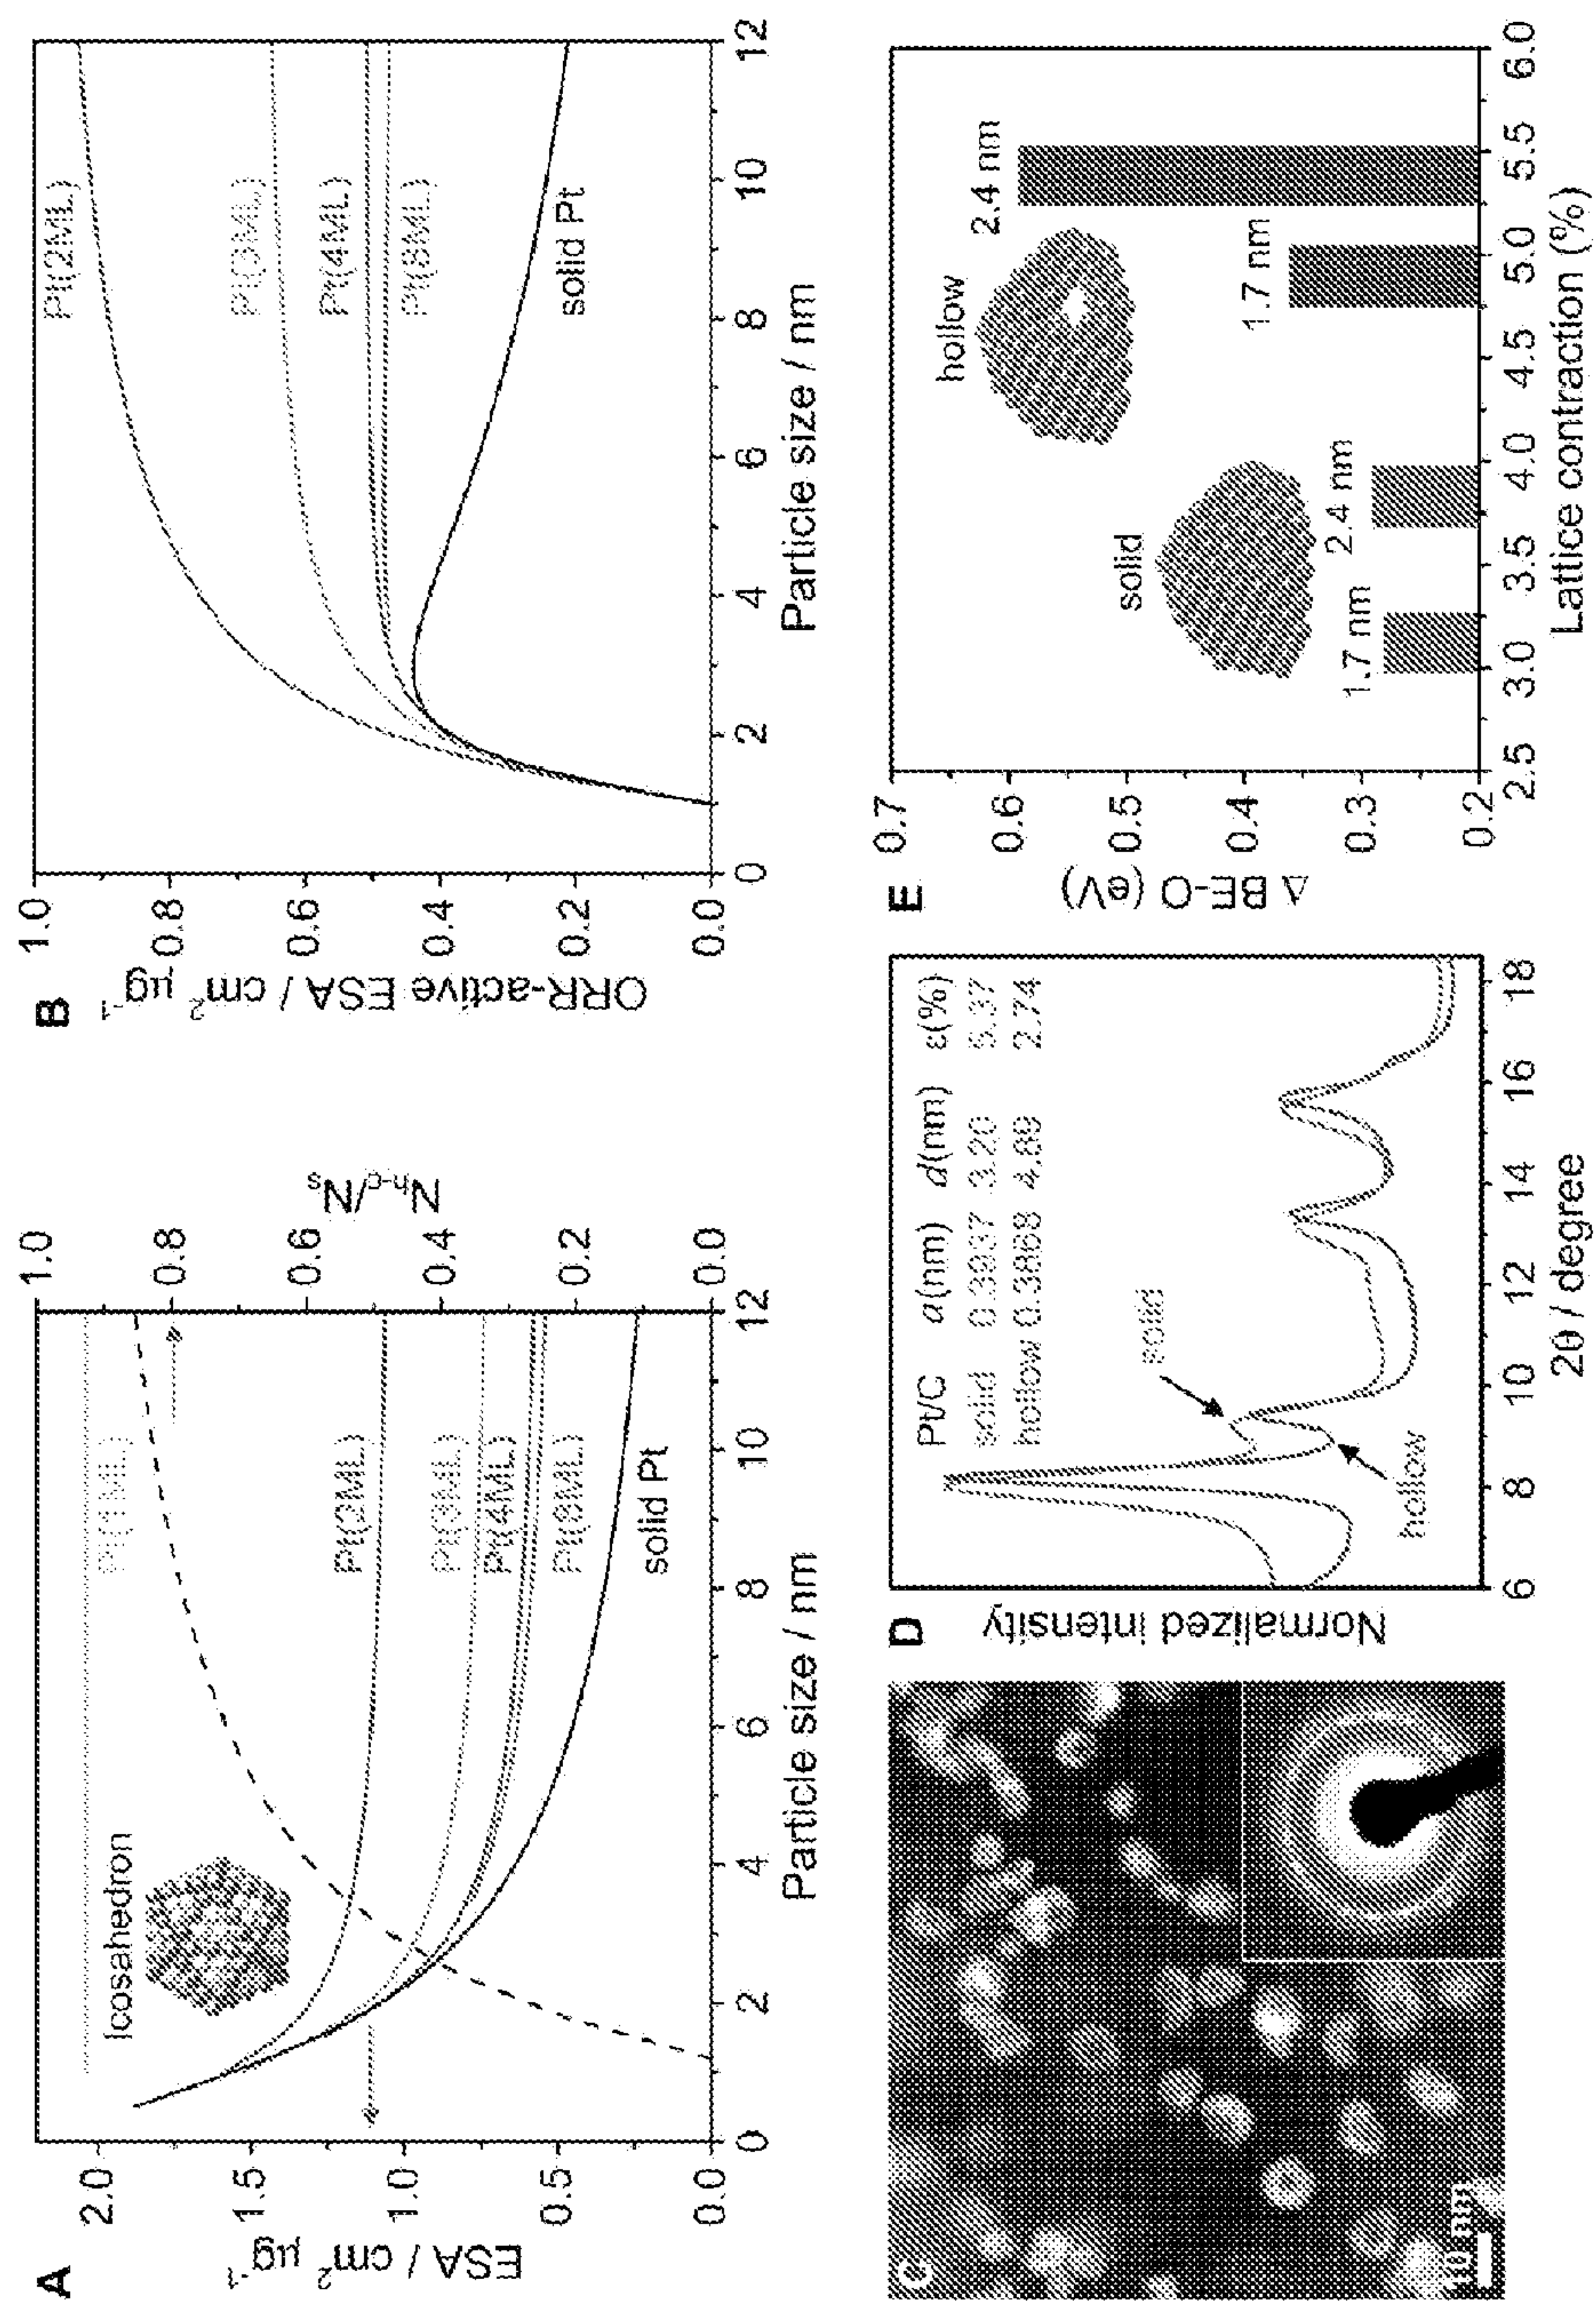 A
ESA / cm² µg⁻¹
2.0
1.5
1.0
0.5
0.0
Icosahedron
Pt(1ML)
Pt(2ML)
Pt(3ML)
Pt(4ML)
Pt(8ML)
solid Pt
1.0
0.8
0.6
0.4
0.2
0.0
Nh-c/Ns
0 2 4 6 8 10 12
Particle size / nm
B
ORR-active ESA / cm² µg⁻¹
1.0
0.8
0.6
0.4
0.2
0.0
Pt(2ML)
Pt(3ML)
Pt(4ML)
Pt(8ML)
solid Pt
0 2 4 6 8 10 12
Particle size / nm
C
10 nm
D
Normalized intensity
Pt/C a(nm) d(nm) ε(%)
solid 0.3937 3.20
hollow 0.3868 4.89 2.74
solid
hollow
6 8 10 12 14 16 18
2θ / degree
E
Δ BE-O (eV)
0.7
0.6
0.5
0.4
0.3
0.2
solid
hollow
1.7 nm
2.4 nm
1.7 nm
2.4 nm
2.5 3.0 3.5 4.0 4.5 5.0 5.5 6.0
Lattice contraction (%)